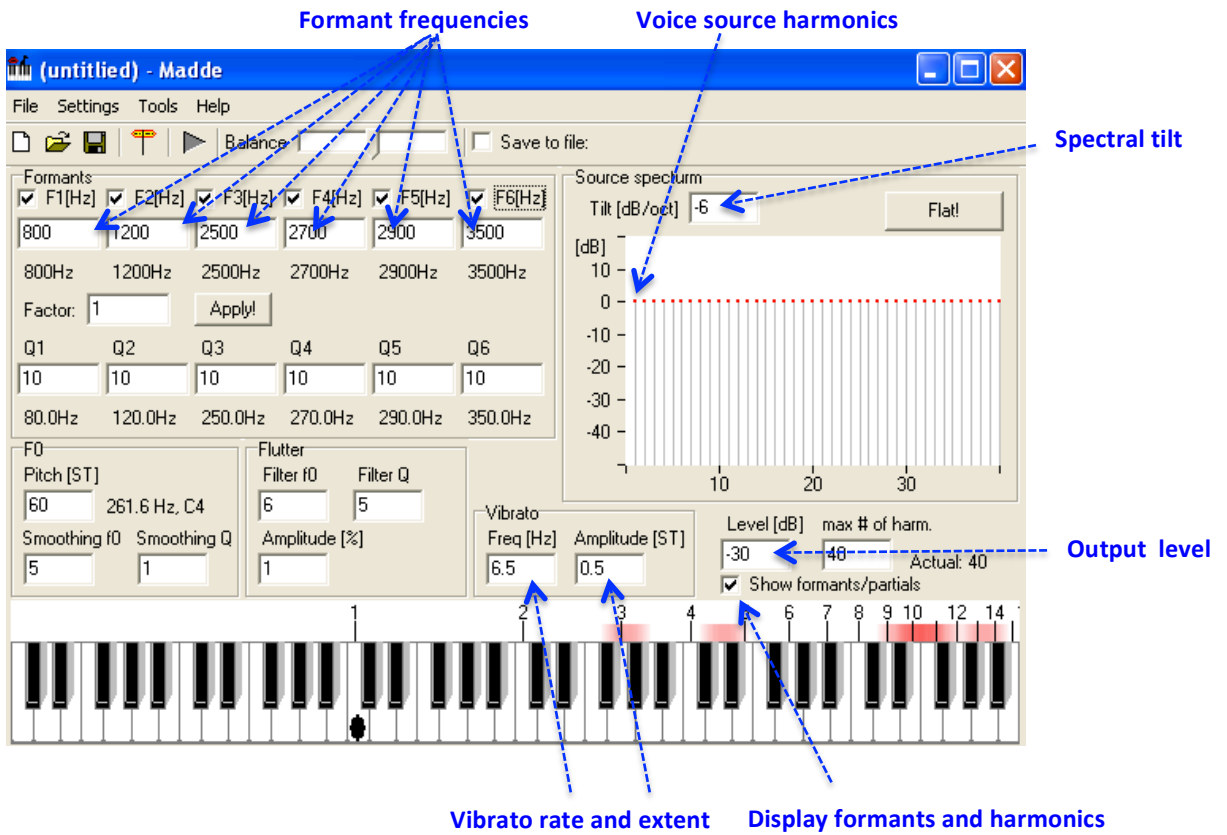 Formant frequencies
Voice source harmonics
(untitlied) - Madde
File Settings Tools Help
Balance Save to file:
Spectral tilt
Formants
F1[Hz] F2[Hz] F3[Hz] F4[Hz] F5[Hz] F6[Hz]
800 1200 2500 2700 2900 3500
800Hz 1200Hz 2500Hz 2700Hz 2900Hz 3500Hz
Factor: 1 Apply!
Q1 Q2 Q3 Q4 Q5 Q6
10 10 10 10 10 10
80.0Hz 120.0Hz 250.0Hz 270.0Hz 290.0Hz 350.0Hz
Source specturm
Tilt [dB/oct] -6 Flat!
[dB]
10
0
-10
-20
-30
-40
10 20 30
F0
Pitch [ST]
60 261.6 Hz, C4
Smoothing f0 Smoothing Q
5 1
Flutter
Filter f0 Filter Q
6 5
Amplitude [%]
1
Vibrato
Freq [Hz] Amplitude [ST]
6.5 0.5
Level [dB] max # of harm.
-30 40 Actual: 40
Show formants/partials
Output level
1 2 3 4 5 6 7 8 9 10 12 14
Vibrato rate and extent
Display formants and harmonics